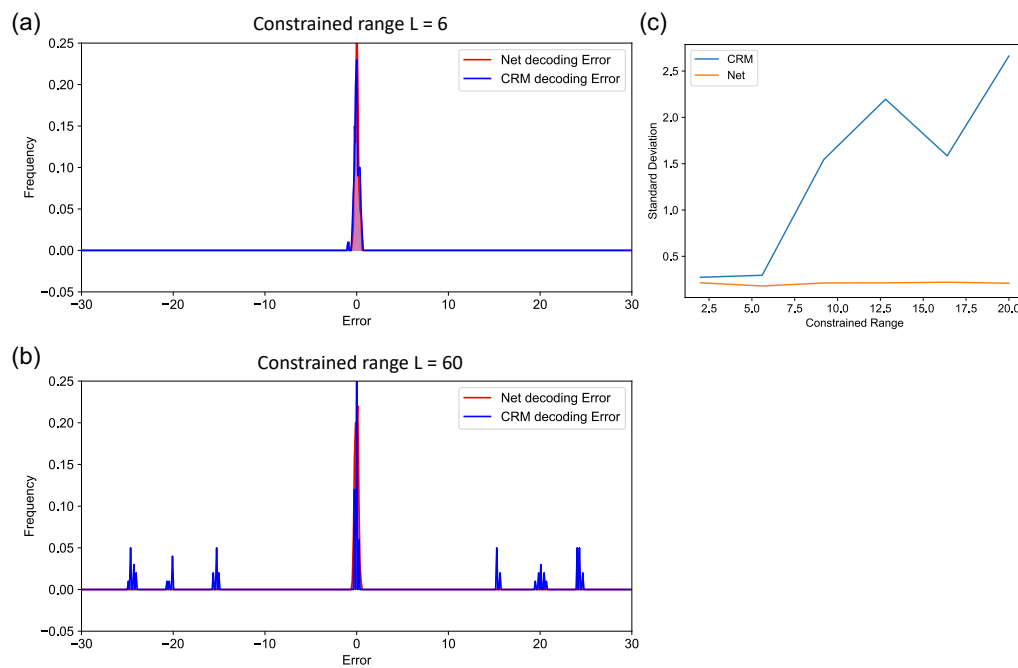 (a)
Constrained range L = 6
0.25
0.20
0.15
0.10
0.05
0.00
−0.05
Frequency
Net decoding Error
CRM decoding Error
−30
−20
−10
0
10
20
30
Error
(b)
Constrained range L = 60
0.25
0.20
0.15
0.10
0.05
0.00
−0.05
Frequency
Net decoding Error
CRM decoding Error
−30
−20
−10
0
10
20
30
Error
(c)
CRM
Net
2.5
2.0
1.5
1.0
0.5
Standard Deviation
2.5
5.0
7.5
10.0
12.5
15.0
17.5
20.0
Constrained Range